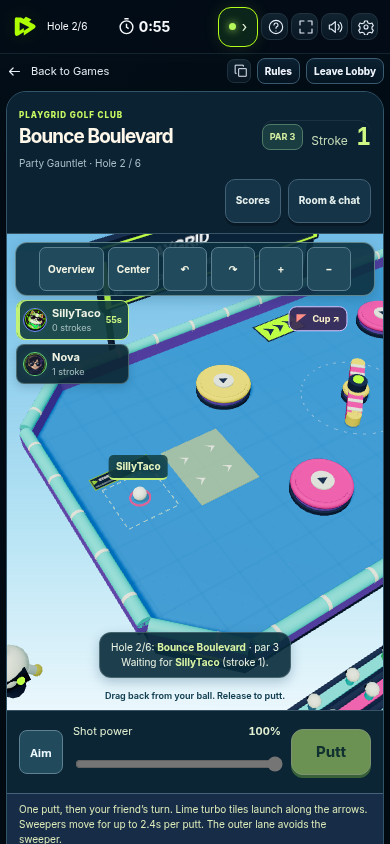 Hole 2/6
0:55
Back to Games
Rules
Leave Lobby
PLAYGRID GOLF CLUB
Bounce Boulevard
PAR 3
Stroke 1
Party Gauntlet · Hole 2 / 6
Scores
Room & chat
Overview
Center
SillyTaco
0 strokes
55s
Nova
1 stroke
Cup ↗
SillyTaco
Hole 2/6: Bounce Boulevard · par 3
Waiting for SillyTaco (stroke 1).
Drag back from your ball. Release to putt.
Aim
Shot power
100%
Putt
One putt, then your friend's turn. Lime turbo tiles launch along the arrows.
Sweepers move for up to 2.4s per putt. The outer lane avoids the
sweeper.